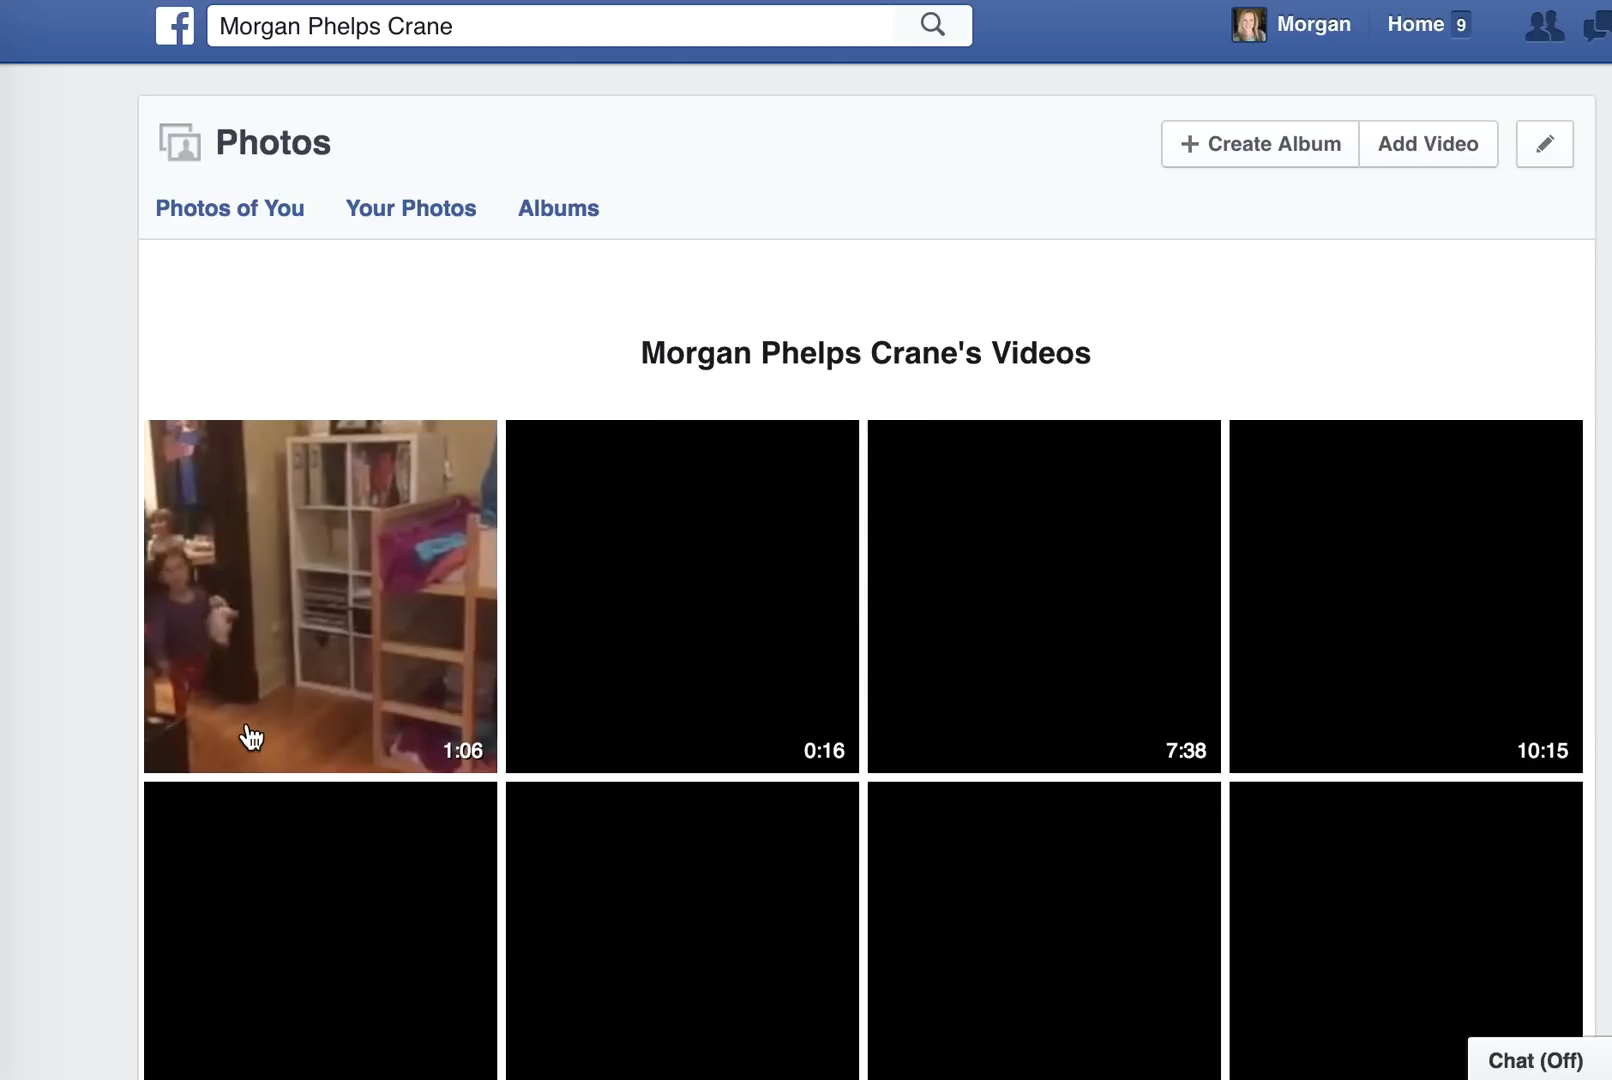 Morgan Phelps Crane
Morgan
Home 9
Photos
+ Create Album
Add Video
Photos of You
Your Photos
Albums
Morgan Phelps Crane's Videos
1:06
0:16
7:38
10:15
Chat (Off)